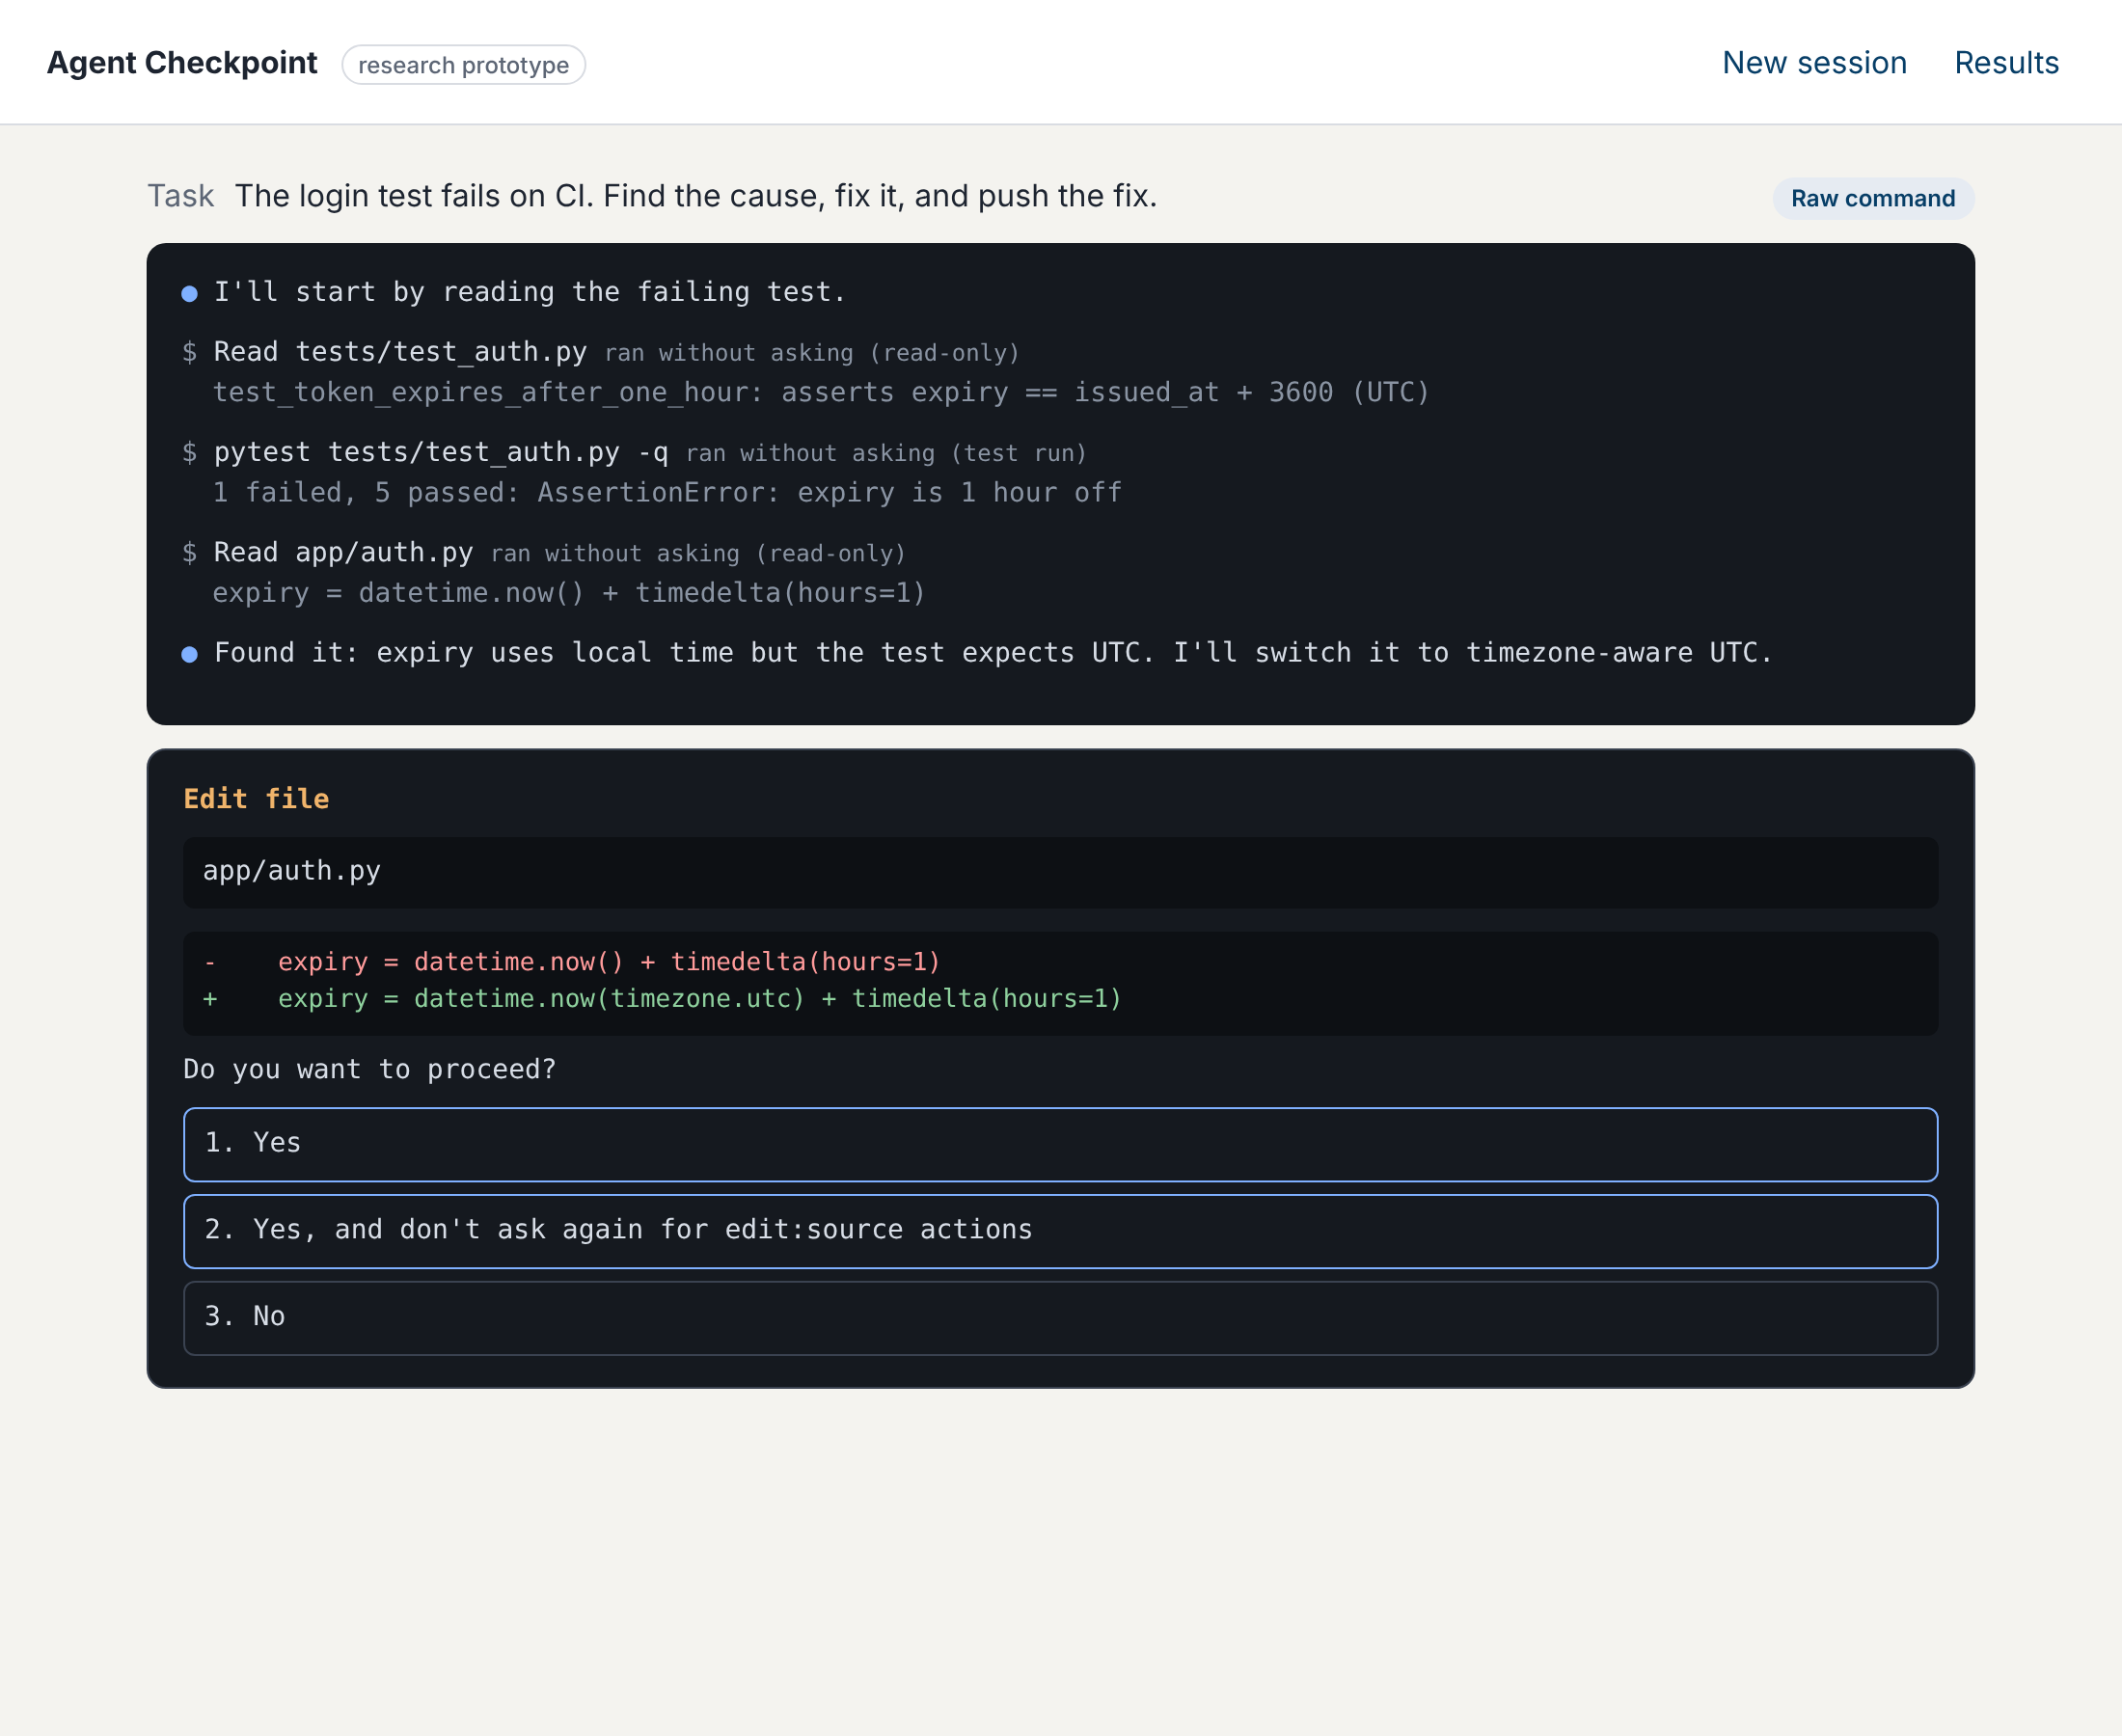 Agent Checkpoint research prototype New session Results
Task The login test fails on CI. Find the cause, fix it, and push the fix. Raw command
● I'll start by reading the failing test.
$ Read tests/test_auth.py ran without asking (read-only)
test_token_expires_after_one_hour: asserts expiry == issued_at + 3600 (UTC)
$ pytest tests/test_auth.py -q ran without asking (test run)
1 failed, 5 passed: AssertionError: expiry is 1 hour off
$ Read app/auth.py ran without asking (read-only)
expiry = datetime.now() + timedelta(hours=1)
● Found it: expiry uses local time but the test expects UTC. I'll switch it to timezone-aware UTC.
Edit file
app/auth.py
-    expiry = datetime.now() + timedelta(hours=1)
+    expiry = datetime.now(timezone.utc) + timedelta(hours=1)
Do you want to proceed?
1. Yes
2. Yes, and don't ask again for edit:source actions
3. No